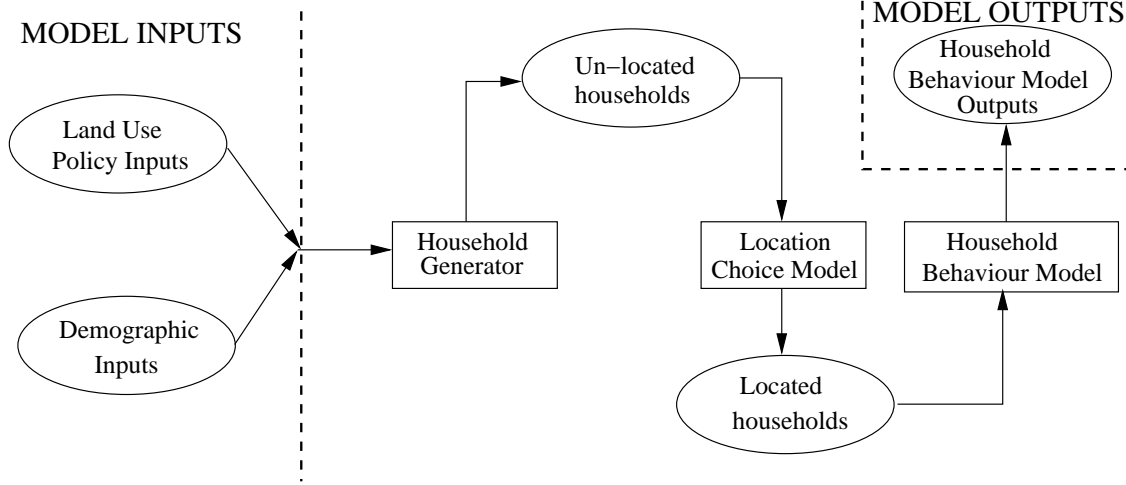 MODEL INPUTS
Land Use
Policy Inputs
Demographic
Inputs
Household
Generator
Un−located
households
Location
Choice Model
Located
households
Household
Behaviour Model
MODEL OUTPUTS
Household
Behaviour Model
Outputs